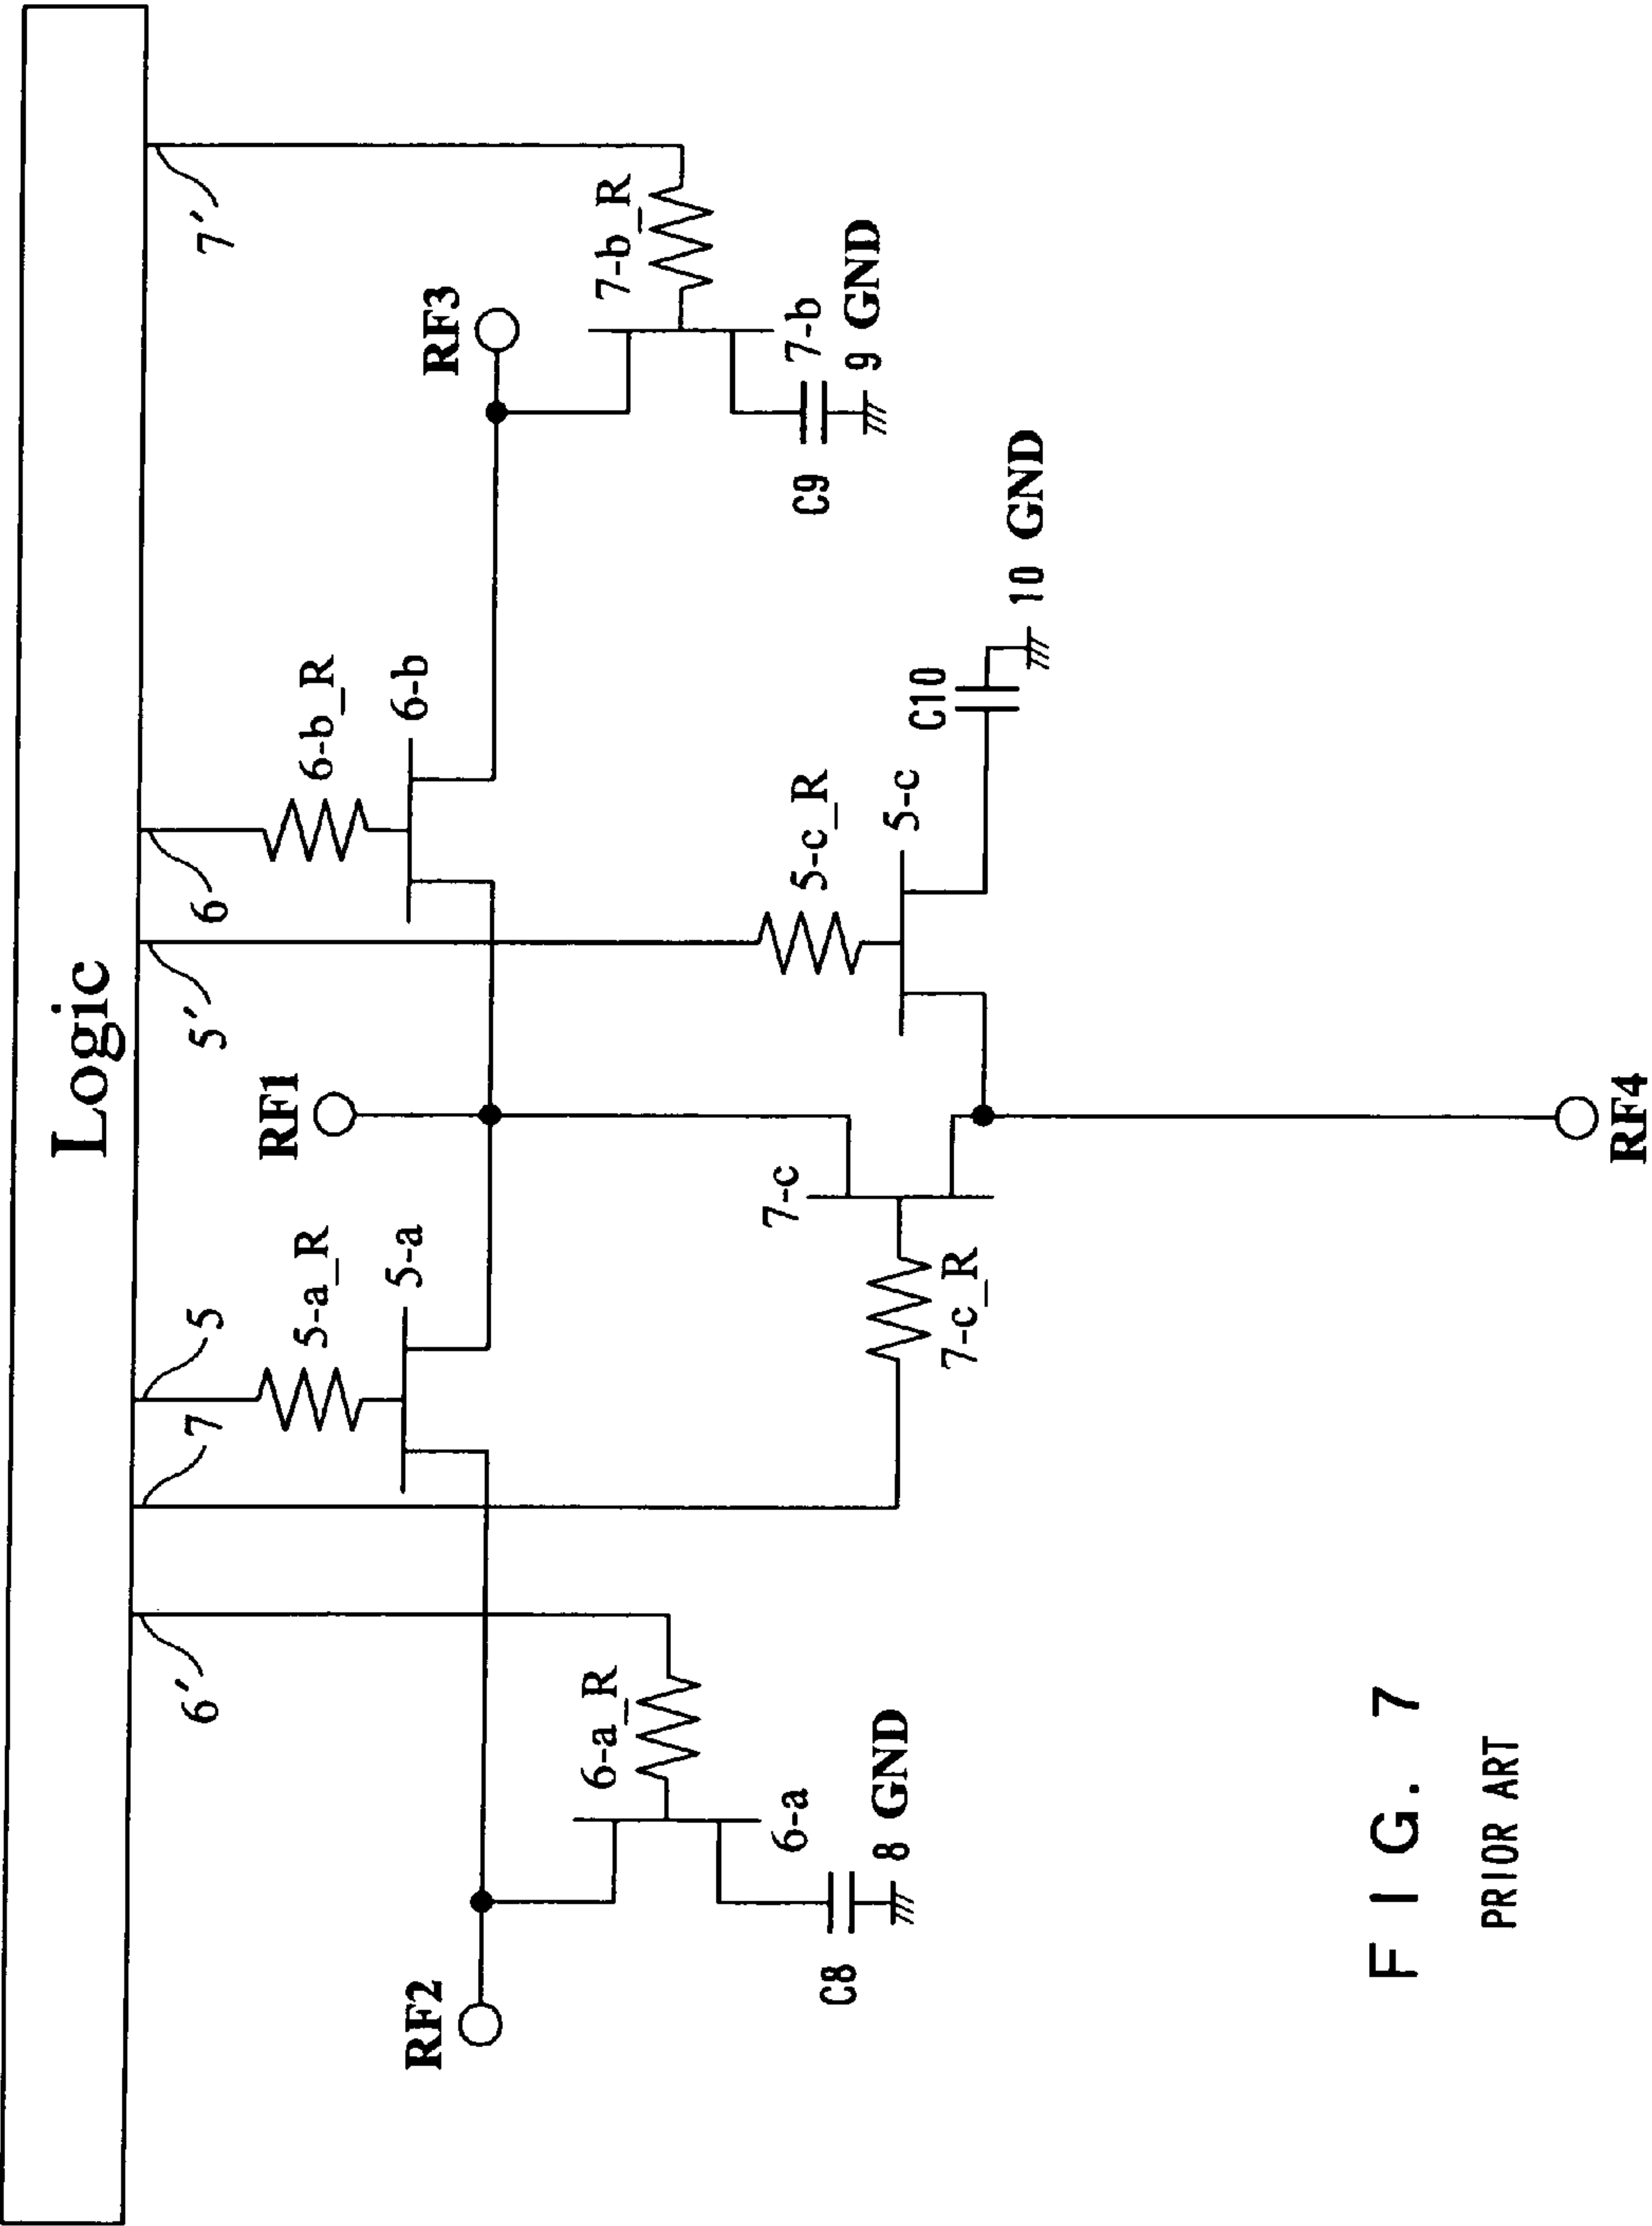 Logic
6'
7
5
5'
6
7'
5-a_R
6-b_R
RF1
5-a
6-b
RF2
RF3
6-a_R
7-b_R
6-a
7-b
C8
8 GND
C9
9 GND
7-c
5-c_R
7-c_R
5-c
C10
10 GND
RF4
FIG. 7
PRIOR ART